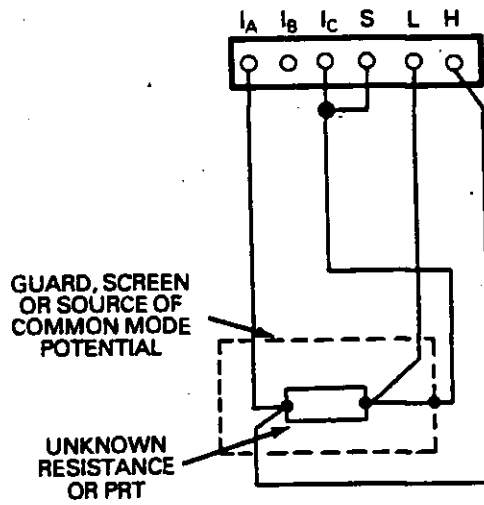 IA IB IC S L H
GUARD, SCREEN
OR SOURCE OF
COMMON MODE
POTENTIAL
UNKNOWN
RESISTANCE
OR PRT